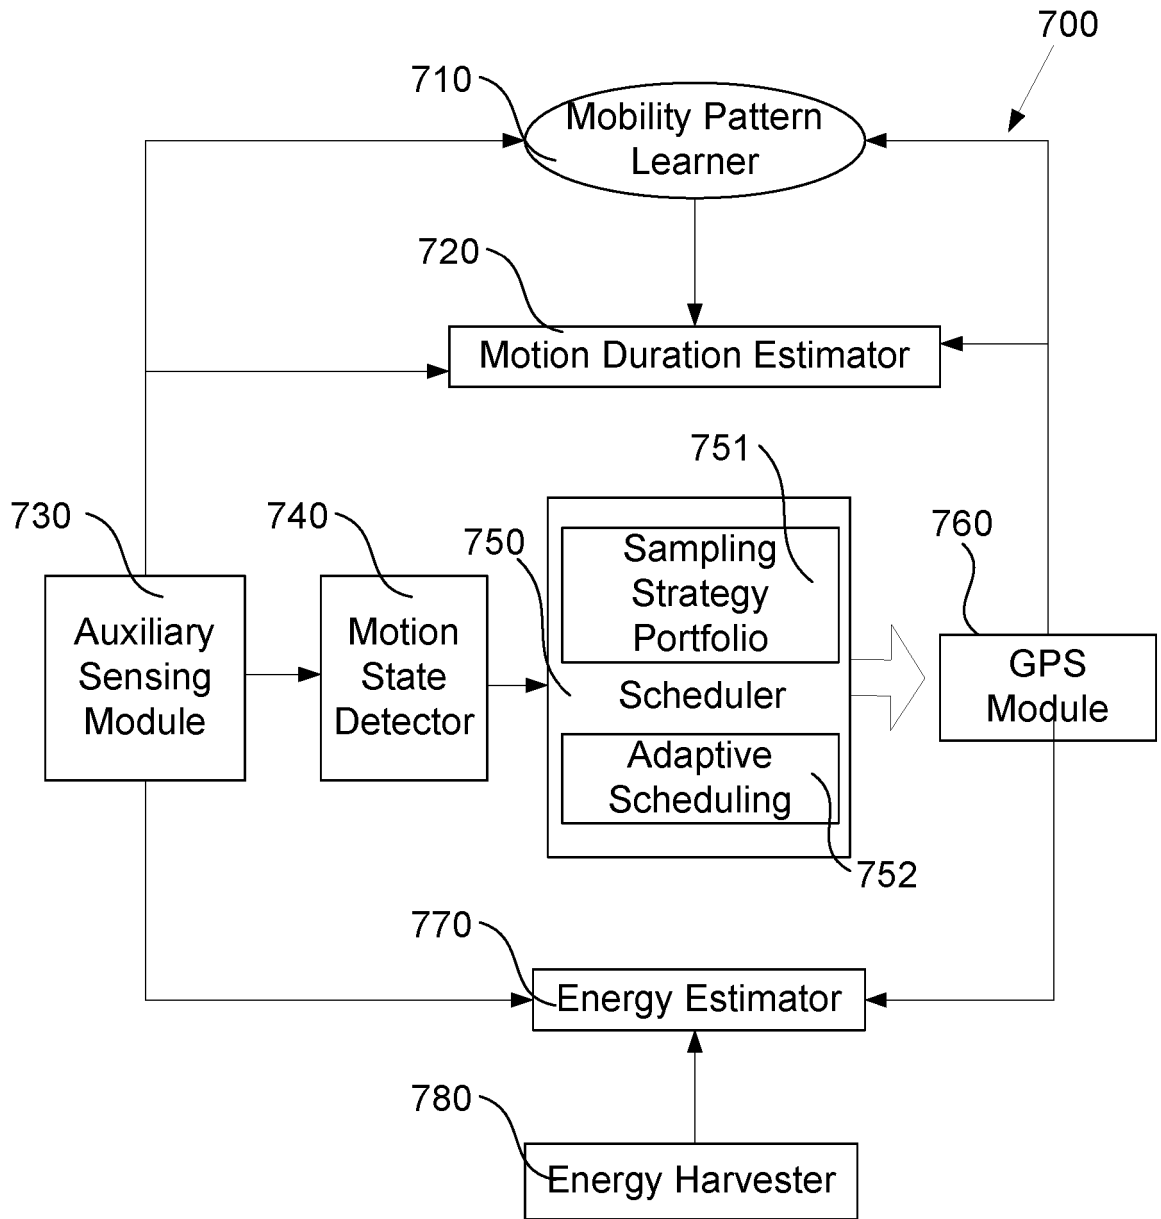 700
710
Mobility Pattern
Learner
720
Motion Duration Estimator
751
730
740
750
760
Sampling
Strategy
Portfolio
Auxiliary
Sensing
Module
Motion
State
Detector
Scheduler
GPS
Module
Adaptive
Scheduling
752
770
Energy Estimator
780
Energy Harvester